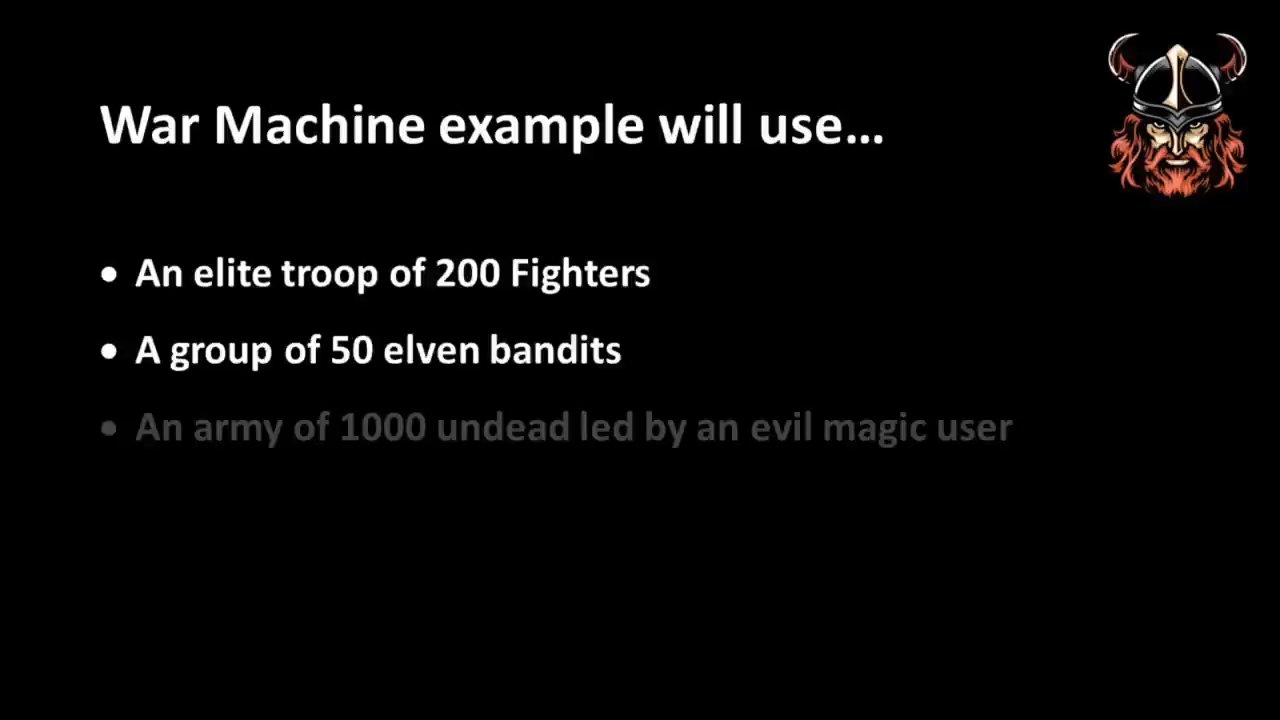 War Machine example will use…
• An elite troop of 200 Fighters
• A group of 50 elven bandits
• An army of 1000 undead led by an evil magic user